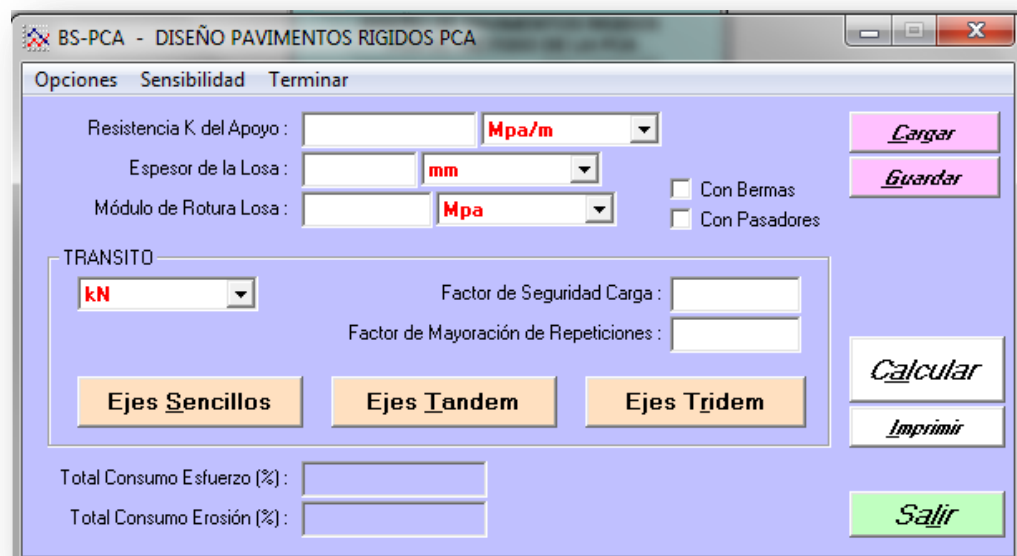 BS-PCA - DISEÑO PAVIMENTOS RIGIDOS PCA
Opciones Sensibilidad Terminar
Resistencia K del Apoyo : Mpa/m
Cargar
Espesor de la Losa : mm
Guardar
Con Bermas
Módulo de Rotura Losa : Mpa
Con Pasadores
TRANSITO
kN
Factor de Seguridad Carga :
Factor de Mayoración de Repeticiones :
Calcular
Ejes Sencillos Ejes Tandem Ejes Tridem
Imprimir
Total Consumo Esfuerzo (%) :
Total Consumo Erosión (%) :
Salir